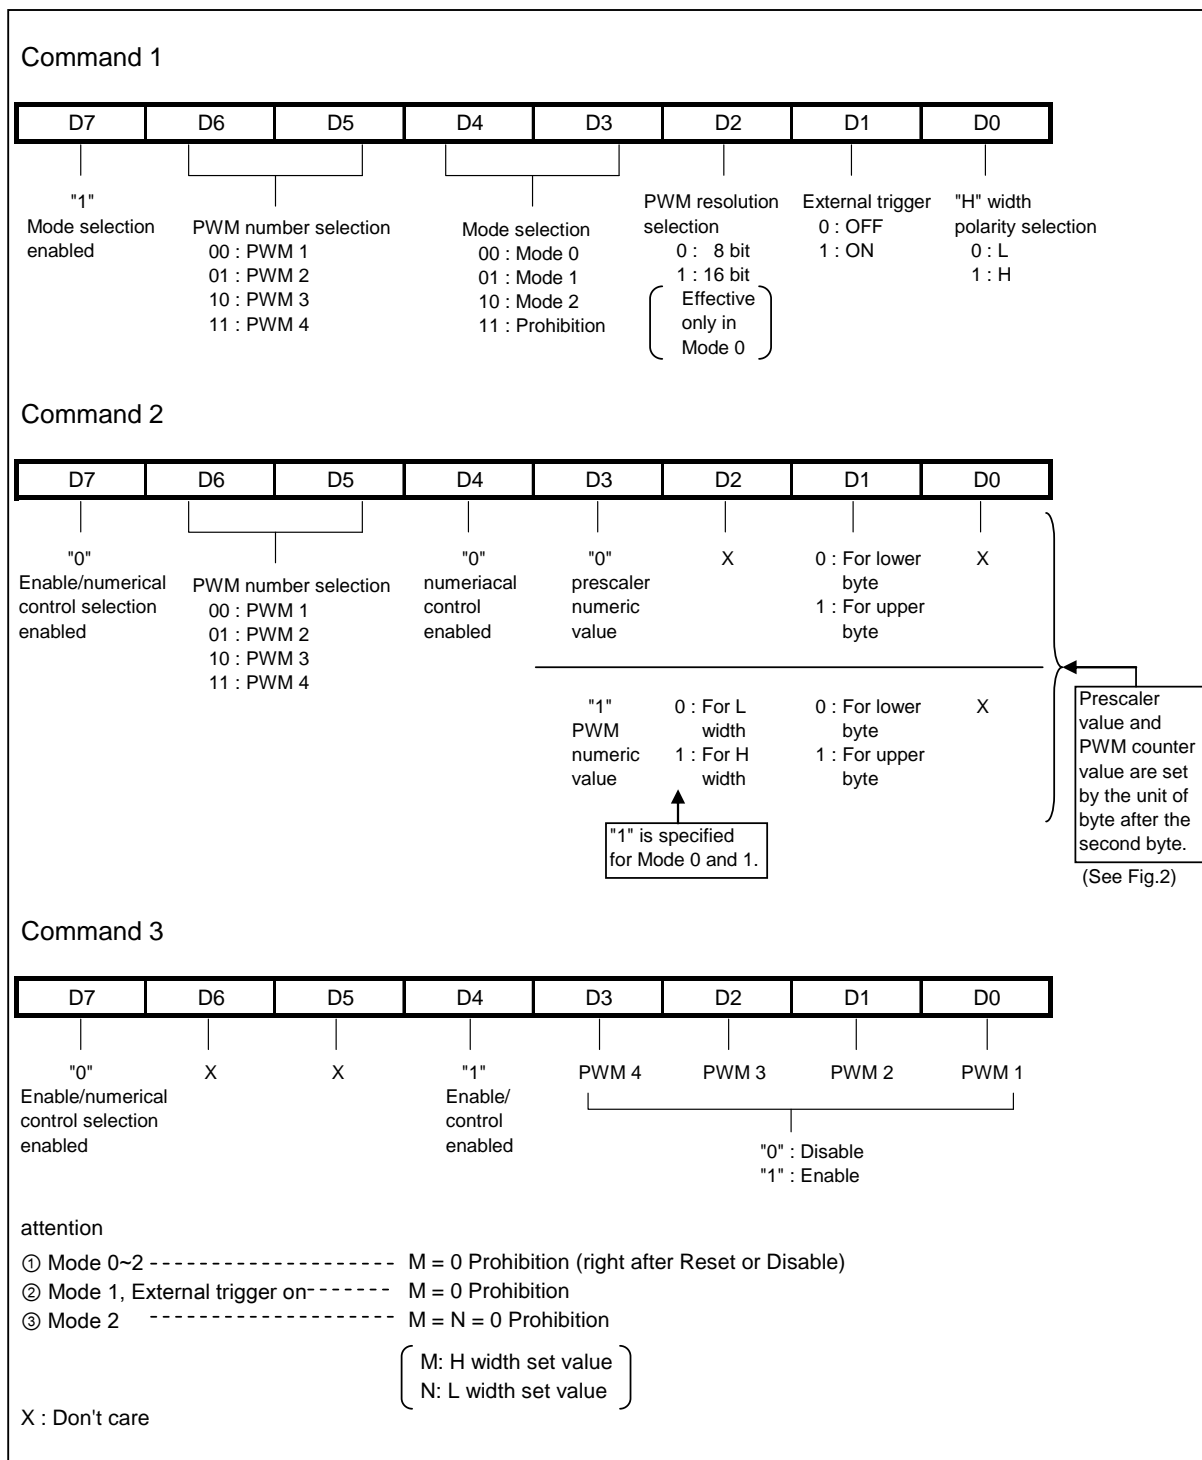 Command 1
D7 D6 D5 D4 D3 D2 D1 D0
"1"
Mode selection
enabled
PWM number selection
00 : PWM 1
01 : PWM 2
10 : PWM 3
11 : PWM 4
Mode selection
00 : Mode 0
01 : Mode 1
10 : Mode 2
11 : Prohibition
PWM resolution
selection
0 : 8 bit
1 : 16 bit
Effective
only in
Mode 0
External trigger
0 : OFF
1 : ON
"H" width
polarity selection
0 : L
1 : H
Command 2
D7 D6 D5 D4 D3 D2 D1 D0
"0"
Enable/numerical
control selection
enabled
PWM number selection
00 : PWM 1
01 : PWM 2
10 : PWM 3
11 : PWM 4
"0"
numeriacal
control
enabled
"0"
prescaler
numeric
value
X
0 : For lower
byte
1 : For upper
byte
X
"1"
PWM
numeric
value
0 : For L
width
1 : For H
width
0 : For lower
byte
1 : For upper
byte
X
"1" is specified
for Mode 0 and 1.
Prescaler
value and
PWM counter
value are set
by the unit of
byte after the
second byte.
(See Fig.2)
Command 3
D7 D6 D5 D4 D3 D2 D1 D0
"0"
Enable/numerical
control selection
enabled
X
X
"1"
Enable/
control
enabled
PWM 4 PWM 3 PWM 2 PWM 1
"0" : Disable
"1" : Enable
attention
① Mode 0~2 -------------------- M = 0 Prohibition (right after Reset or Disable)
② Mode 1, External trigger on------- M = 0 Prohibition
③ Mode 2 -------------------- M = N = 0 Prohibition
M: H width set value
N: L width set value
X : Don't care